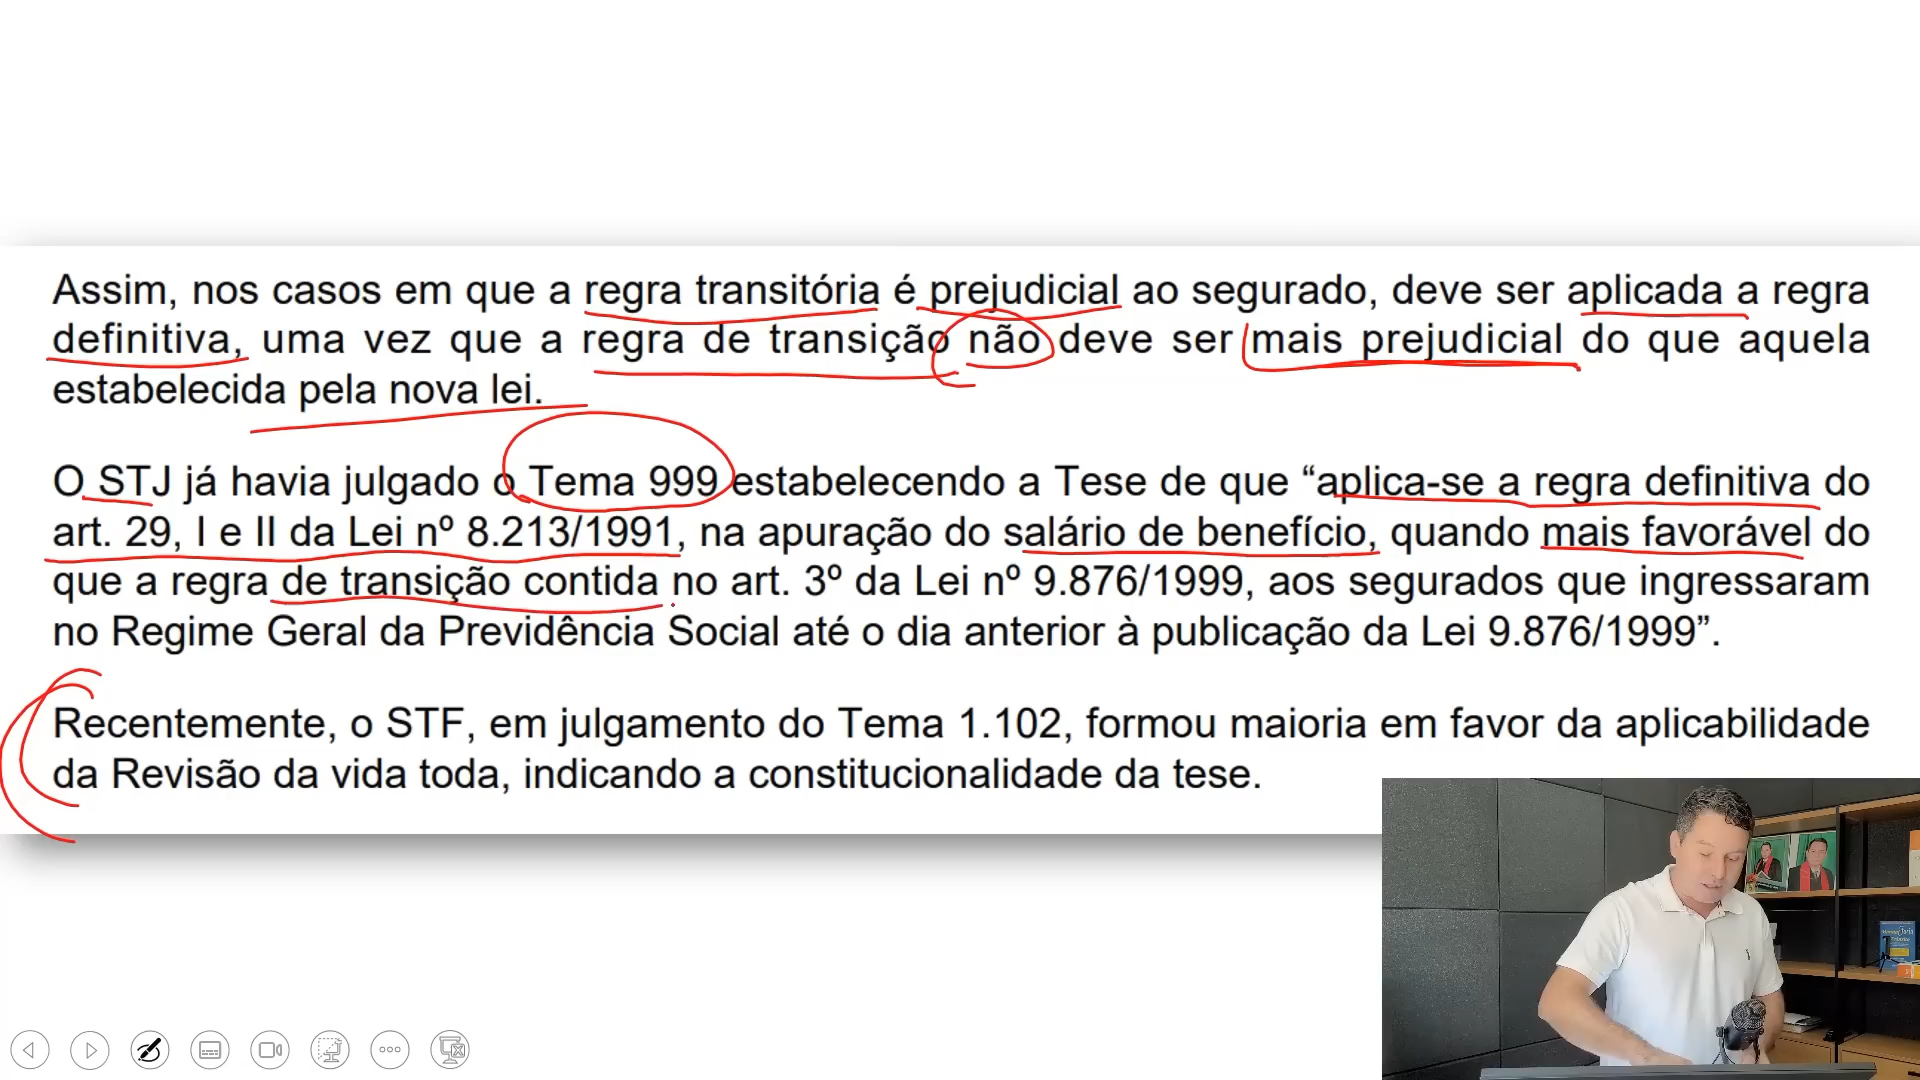 Assim, nos casos em que a regra transitória é prejudicial ao segurado, deve ser aplicada a regra
definitiva, uma vez que a regra de transição não deve ser mais prejudicial do que aquela
estabelecida pela nova lei.
O STJ já havia julgado o Tema 999 estabelecendo a Tese de que “aplica-se a regra definitiva do
art. 29, I e II da Lei nº 8.213/1991, na apuração do salário de benefício, quando mais favorável do
que a regra de transição contida no art. 3º da Lei nº 9.876/1999, aos segurados que ingressaram
no Regime Geral da Previdência Social até o dia anterior à publicação da Lei 9.876/1999”.
Recentemente, o STF, em julgamento do Tema 1.102, formou maioria em favor da aplicabilidade
da Revisão da vida toda, indicando a constitucionalidade da tese.